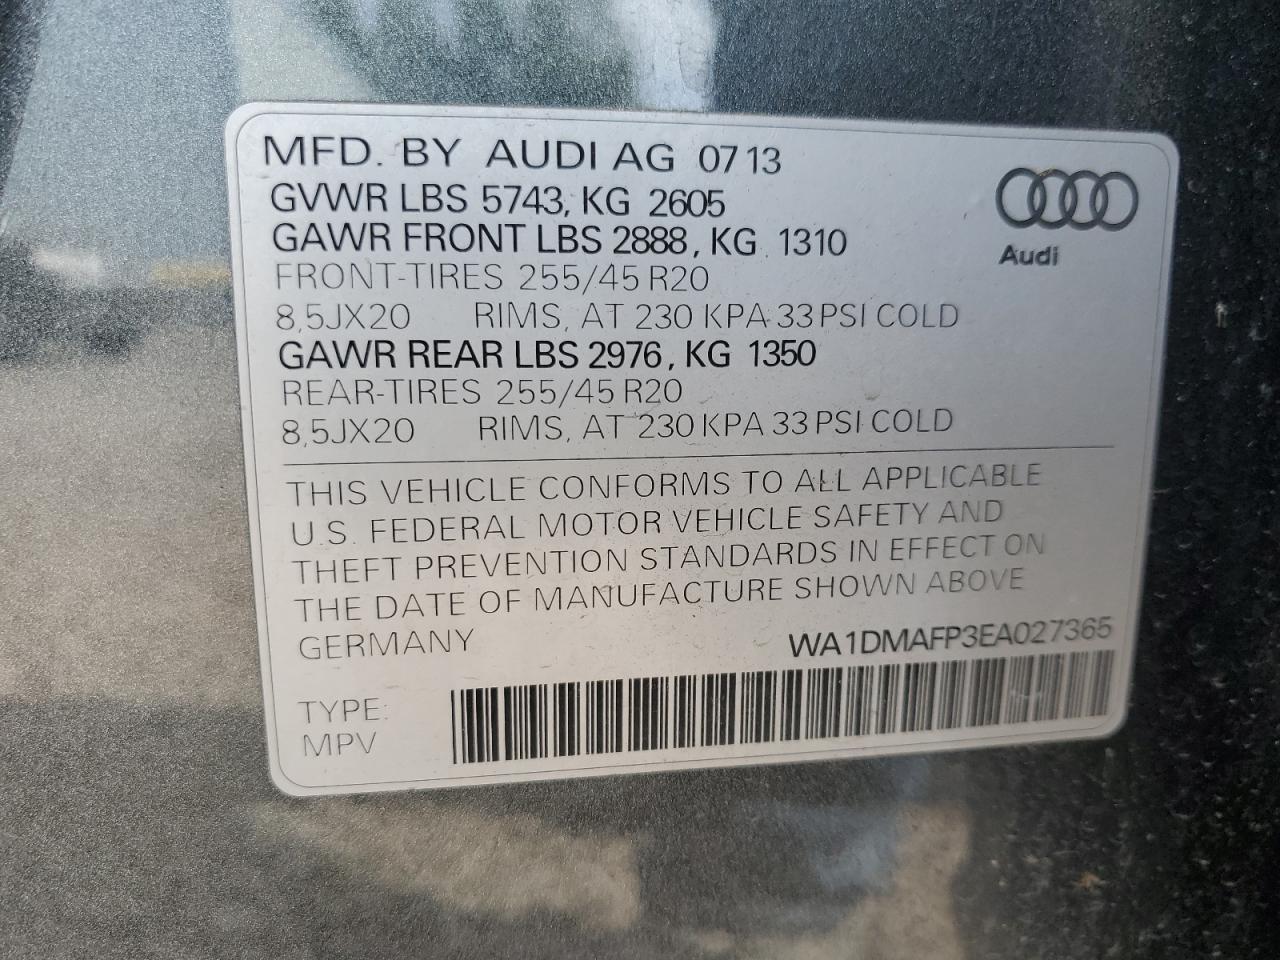 MFD. BY AUDI AG 07 13
GVWR LBS 5743, KG 2605
GAWR FRONT LBS 2888, KG 1310
FRONT-TIRES 255/45 R20
8,5JX20 RIMS, AT 230 KPA 33 PSI COLD
GAWR REAR LBS 2976, KG 1350
REAR-TIRES 255/45 R20
8,5JX20 RIMS, AT 230 KPA 33 PSI COLD
Audi
THIS VEHICLE CONFORMS TO ALL APPLICABLE
U.S. FEDERAL MOTOR VEHICLE SAFETY AND
THEFT PREVENTION STANDARDS IN EFFECT ON
THE DATE OF MANUFACTURE SHOWN ABOVE
GERMANY WA1DMAFP3EA027365
TYPE:
MPV